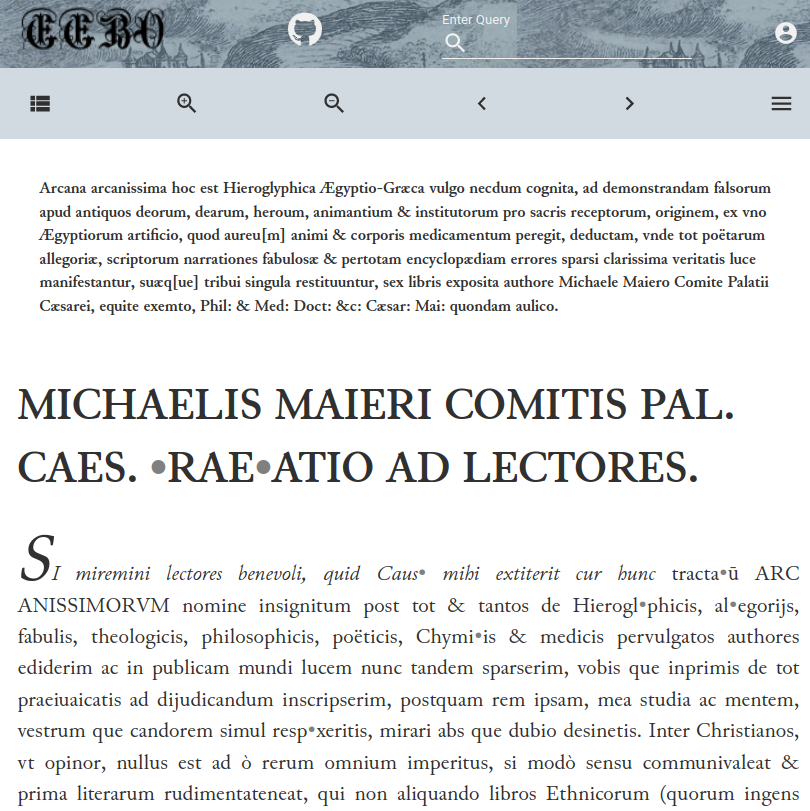 EEBO
Enter Query
Arcana arcanissima hoc est Hieroglyphica Ægyptio-Græca vulgo necdum cognita, ad demonstrandam falsorum
apud antiquos deorum, dearum, heroum, animantium & institutorum pro sacris receptorum, originem, ex vno
Ægyptiorum artificio, quod aureu[m] animi & corporis medicamentum peregit, deductam, vnde tot poëtarum
allegoriæ, scriptorum narrationes fabulosæ & pertotam encyclopædiam errores sparsi clarissima veritatis luce
manifestantur, suæq[ue] tribui singula restituuntur, sex libris exposita authore Michaele Maiero Comite Palatii
Cæsarei, equite exemto, Phil: & Med: Doct: &c: Cæsar: Mai: quondam aulico.
MICHAELIS MAIERI COMITIS PAL.
CAES. •RAE•ATIO AD LECTORES.
SI miremini lectores benevoli, quid Caus• mihi extiterit cur hunc tracta•ū ARC
ANISSIMORVM nomine insignitum post tot & tantos de Hierogl•phicis, al•egorijs,
fabulis, theologicis, philosophicis, poëticis, Chymi•is & medicis pervulgatos authores
ediderim ac in publicam mundi lucem nunc tandem sparserim, vobis que inprimis de tot
praeiuaicatis ad dijudicandum inscripserim, postquam rem ipsam, mea studia ac mentem,
vestrum que candorem simul resp•xeritis, mirari abs que dubio desinetis. Inter Christianos,
vt opinor, nullus est ad ò rerum omnium imperitus, si modò sensu communivaleat &
prima literarum rudimentateneat, qui non aliquando libros Ethnicorum (quorum ingens